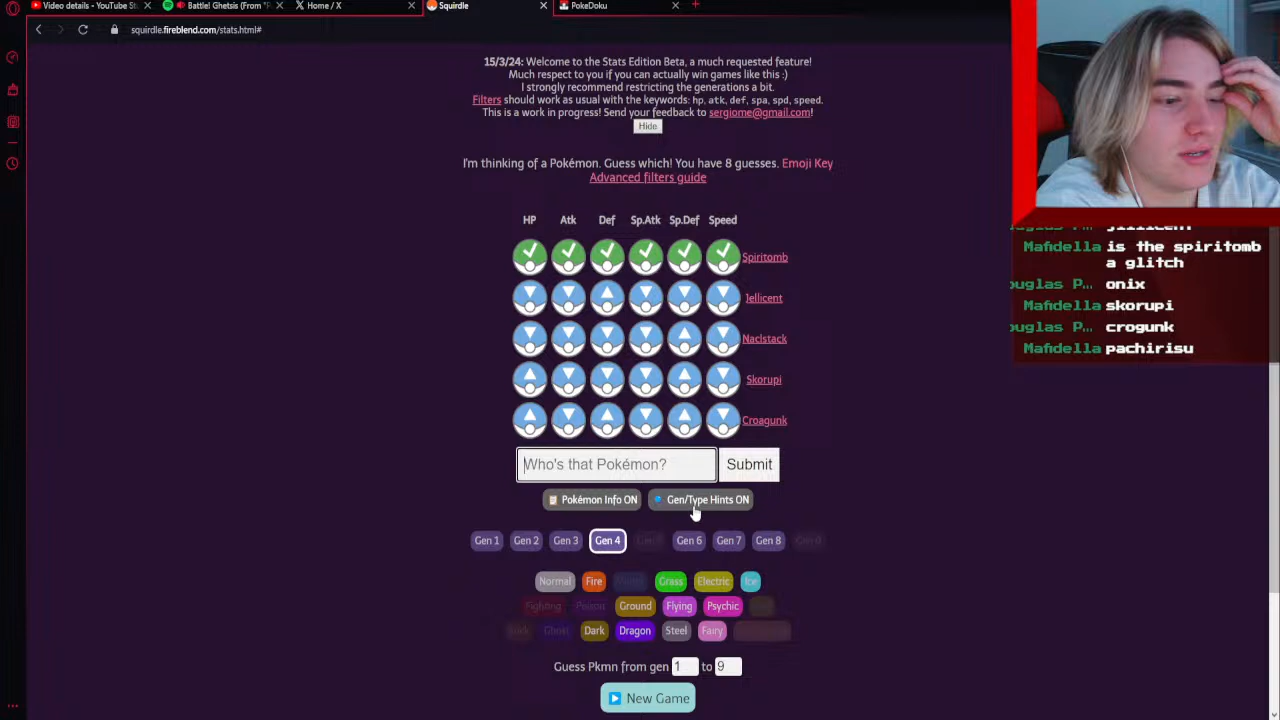 Video details - YouTube St
Battle! Ghetsis (From "P
Home / X
Squirdle
PokeDoku
squirdle.fireblend.com/stats.html#
15/3/24: Welcome to the Stats Edition Beta, a much requested feature!
Much respect to you if you can actually win games like this :)
I strongly recommend restricting the generations a bit.
Filters should work as usual with the keywords: hp, atk, def, spa, spd, speed.
This is a work in progress! Send your feedback to sergiome@gmail.com!
Hide
I'm thinking of a Pokémon. Guess which! You have 8 guesses. Emoji Key
Advanced filters guide
HP Atk Def Sp.Atk Sp.Def Speed
Spiritomb
Jellicent
Naclstack
Skorupi
Croagunk
Who's that Pokémon? Submit
Pokémon Info ON Gen/Type Hints ON
Gen 1 Gen 2 Gen 3 Gen 4 Gen 6 Gen 7 Gen 8
Normal Fire Grass Electric Ice
Fighting Poison Ground Flying Psychic
Ghost Dark Dragon Steel Fairy
Guess Pkmn from gen 1 to 9
New Game
Mafidella is the spiritomb
a glitch
ouglas P... onix
Mafidella skorupi
ouglas P... crogunk
Mafidella pachirisu